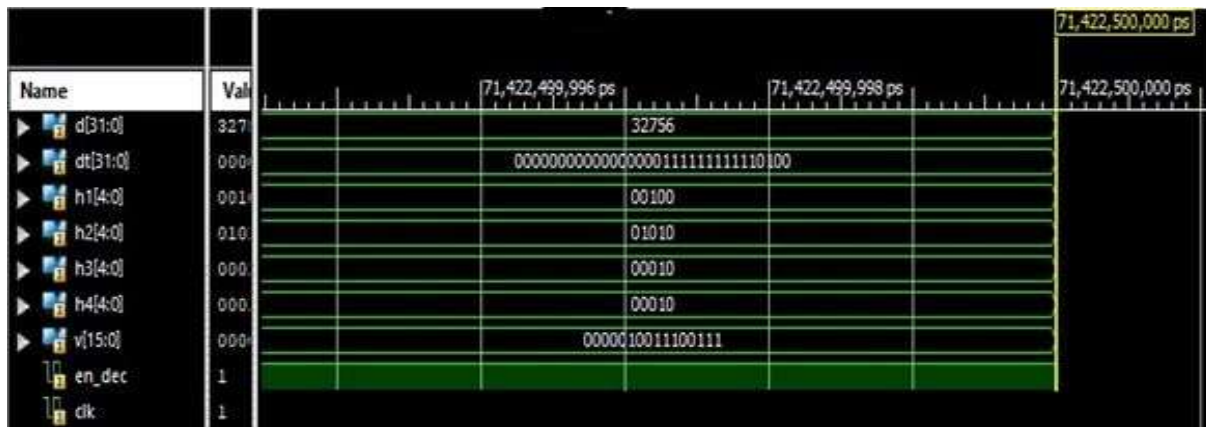 71,422,500,000 ps
Name Val 71,422,499,996 ps 71,422,499,998 ps 71,422,500,000 ps
d[31:0] 327 32756
dt[31:0] 000 00000000000000000111111111110100
h1[4:0] 001 00100
h2[4:0] 010 01010
h3[4:0] 000 00010
h4[4:0] 000 00010
v[15:0] 000 0000010011100111
en_dec 1
clk 1